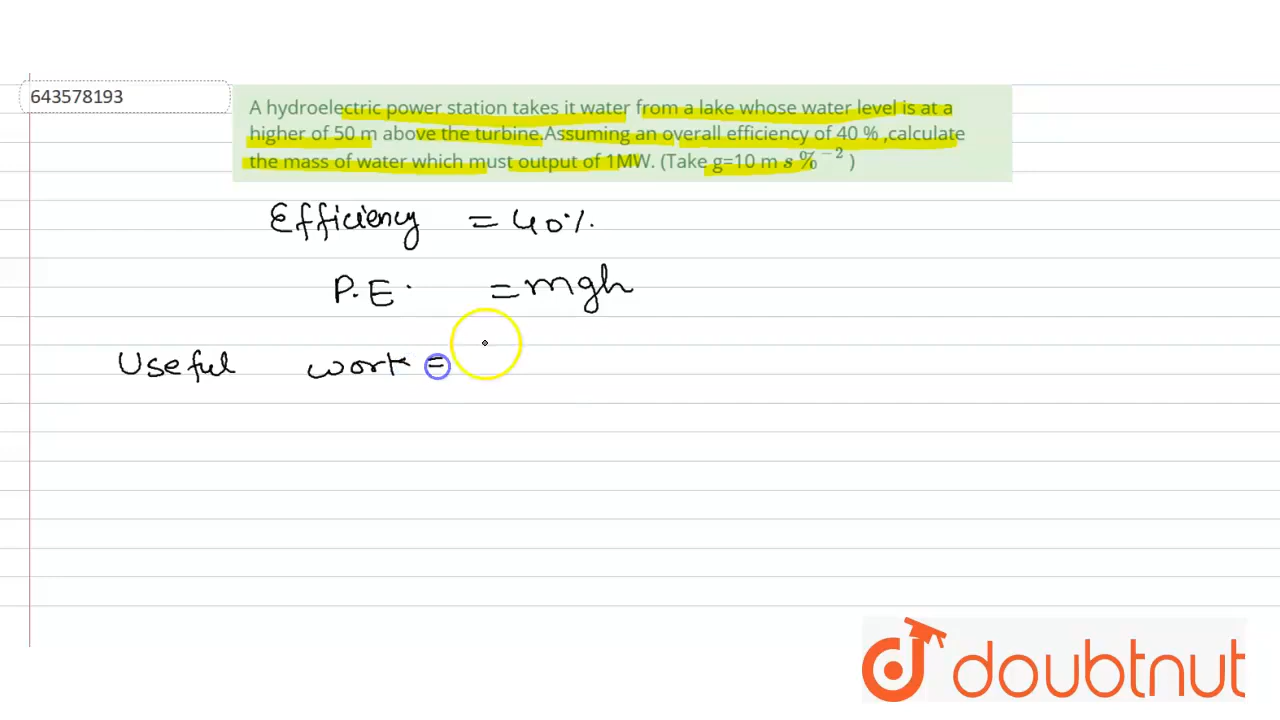 643578193
A hydroelectric power station takes it water from a lake whose water level is at a
higher of 50 m above the turbine.Assuming an overall efficiency of 40 % ,calculate
the mass of water which must output of 1MW. (Take g=10 m s%⁻² )
Efficiency = 40%.
P.E. = mgh
Useful work =
doubtnut